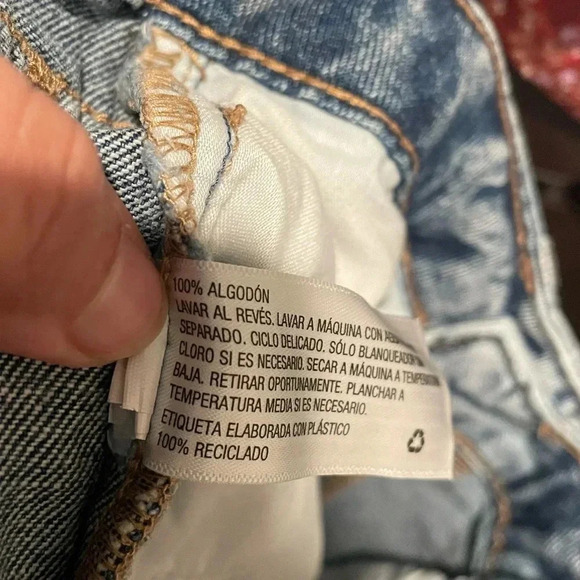 100% ALGODÓN
LAVAR AL REVÉS. LAVAR A MÁQUINA CON
SEPARADO. CICLO DELICADO. SÓLO BLANQUEADOR
CLORO SI ES NECESARIO. SECAR A MÁQUINA A TEMPERATURA
BAJA. RETIRAR OPORTUNAMENTE. PLANCHAR A
TEMPERATURA MEDIA SI ES NECESARIO.
ETIQUETA ELABORADA CON PLÁSTICO
100% RECICLADO